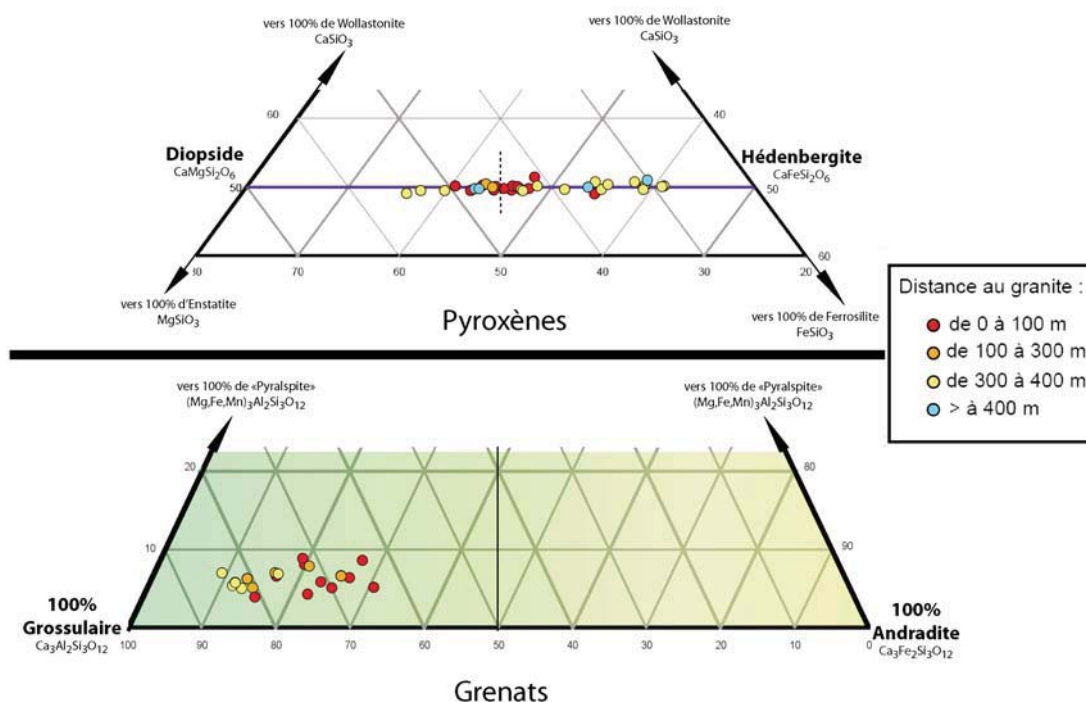 vers 100% de Wollastonite
CaSiO₃
vers 100% de Wollastonite
CaSiO₃
60
40
Diopside
CaMgSi₂O₆
50
Hédenbergite
CaFeSi₂O₆
50
60
80
70
60
50
40
30
20
vers 100% d'Enstatite
MgSiO₃
Pyroxènes
vers 100% de Ferrosilite
FeSiO₃
Distance au granite :
de 0 à 100 m
de 100 à 300 m
de 300 à 400 m
> à 400 m
vers 100% de «Pyralspite»
(Mg,Fe,Mn)₃Al₂Si₃O₁₂
vers 100% de «Pyralspite»
(Mg,Fe,Mn)₃Al₂Si₃O₁₂
20
80
10
90
100%
Grossulaire
Ca₃Al₂Si₃O₁₂
100%
Andradite
Ca₃Fe₂Si₃O₁₂
100
90
80
70
60
50
40
30
20
10
0
Grenats